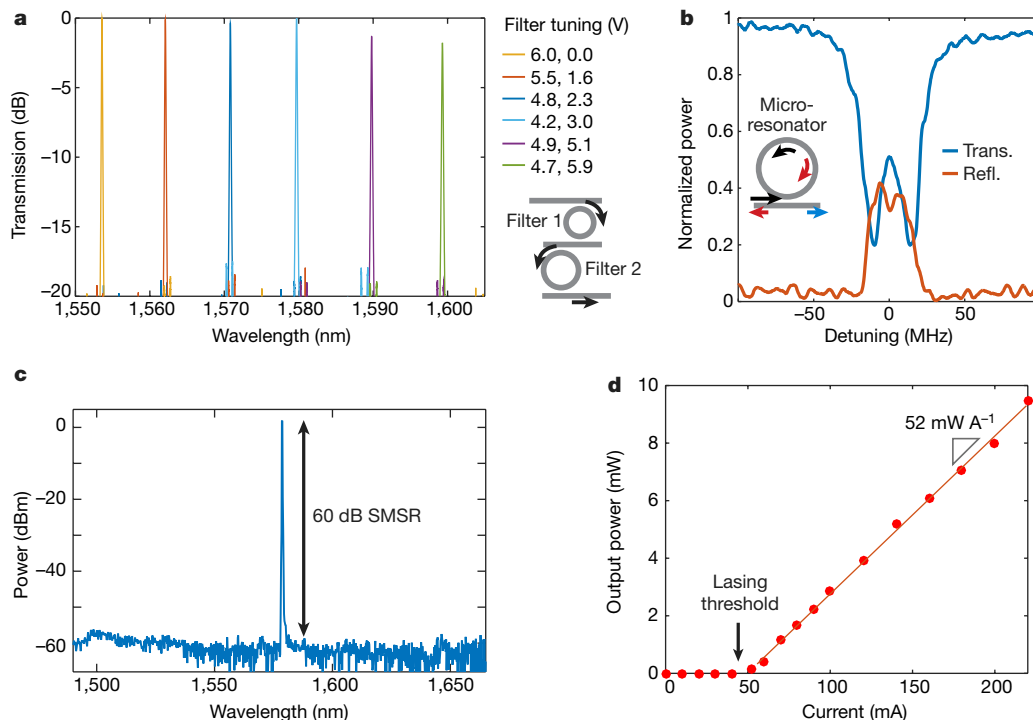 a
0
−5
−10
−15
−20
1,550
1,560
1,570
1,580
1,590
1,600
Transmission (dB)
Wavelength (nm)
Filter tuning (V)
6.0, 0.0
5.5, 1.6
4.8, 2.3
4.2, 3.0
4.9, 5.1
4.7, 5.9
Filter 1
Filter 2
b
1
0.8
0.6
0.4
0.2
0
−50
0
50
Normalized power
Detuning (MHz)
Micro-
resonator
Trans.
Refl.
c
0
−20
−40
−60
1,500
1,550
1,600
1,650
Power (dBm)
Wavelength (nm)
60 dB SMSR
d
10
8
6
4
2
0
0
50
100
150
200
Output power (mW)
Current (mA)
Lasing
threshold
52 mW A⁻¹